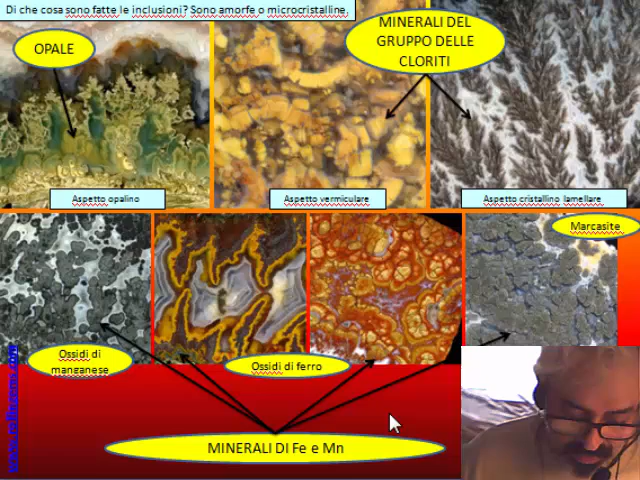 Di che cosa sono fatte le inclusioni? Sono amorfe o microcristalline.
OPALE
MINERALI DEL
GRUPPO DELLE
CLORITI
Aspetto opalino
Aspetto vermiculare
Aspetto cristallino lamellare
Marcasite
Ossidi di
manganese
Ossidi di ferro
MINERALI DI Fe e Mn